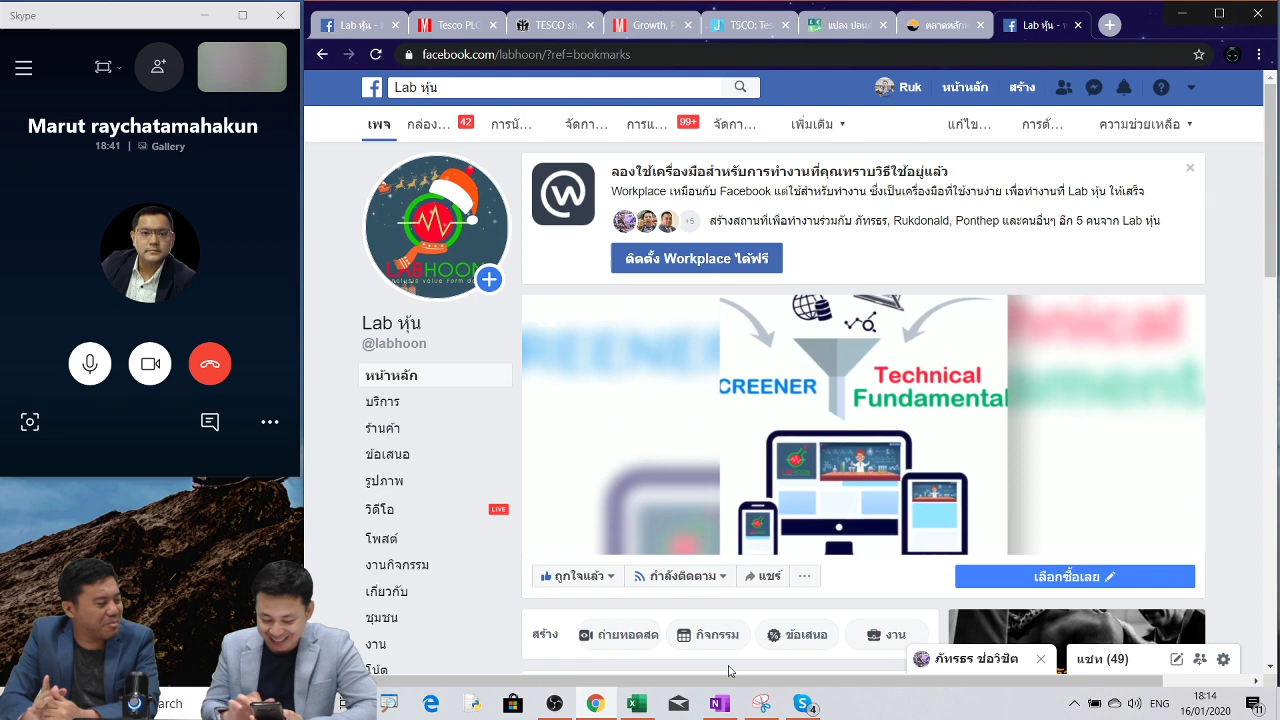 Skype
Marut raychatamahakun
18:41 | Gallery
Lab หุ้น - ห
Tesco PLC
TESCO sh
Growth, P
TSCO: Tes
แปลง ปอน
ตลาดหลัก
Lab หุ้น - ห
facebook.com/labhoon/?ref=bookmarks
Lab หุ้น
Ruk
หน้าหลัก
สร้าง
เพจ
กล่อง... 42
การนั...
จัดกา...
การแ... 99+
จัดกา...
เพิ่มเติม
แก้ไข...
การตั้...
ความช่วยเหลือ
ลองใช้เครื่องมือสำหรับการทำงานที่คุณทราบวิธีใช้อยู่แล้ว
Workplace เหมือนกับ Facebook แต่ใช้สำหรับทำงาน ซึ่งเป็นเครื่องมือที่ใช้งานง่าย เพื่อทำงานที่ Lab หุ้น ให้เสร็จ
+5
สร้างสถานที่เพื่อทำงานร่วมกับ ภัทรธร, Rukdonald, Ponthep และคนอื่นๆ อีก 5 คนจาก Lab หุ้น
ติดตั้ง Workplace ได้ฟรี
LABHOON
Lab หุ้น
@labhoon
หน้าหลัก
บริการ
ร้านค้า
ข้อเสนอ
รูปภาพ
วิดีโอ LIVE
โพสต์
งานกิจกรรม
เกี่ยวกับ
ชุมชน
งาน
โน้ต
CREENER
Technical
Fundamental
ถูกใจแล้ว
กำลังติดตาม
แชร์
เลือกซื้อเลย
สร้าง
ถ่ายทอดสด
กิจกรรม
ข้อเสนอ
งาน
ภัทรธร ช่อวิชิต
แชท (49)
arch
4
ENG
18:14
16/01/2020
11